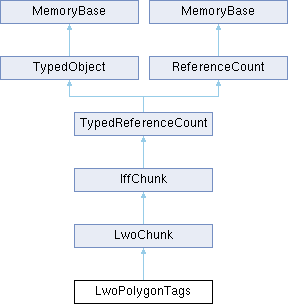 MemoryBase MemoryBase
TypedObject ReferenceCount
TypedReferenceCount
IffChunk
LwoChunk
LwoPolygonTags